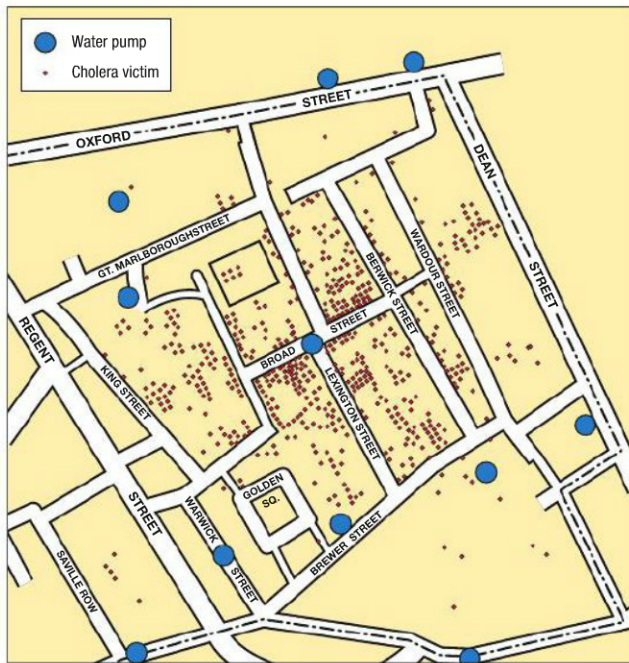 Water pump
Cholera victim
OXFORD STREET
GT. MARLBOROUGHSTREET
DEAN STREET
REGENT STREET
KING STREET
BROAD STREET
BERWICK STREET
WARDOUR STREET
LEXINGTON STREET
GOLDEN
SQ.
WARWICK STREET
BREWER STREET
SAVILLE ROW